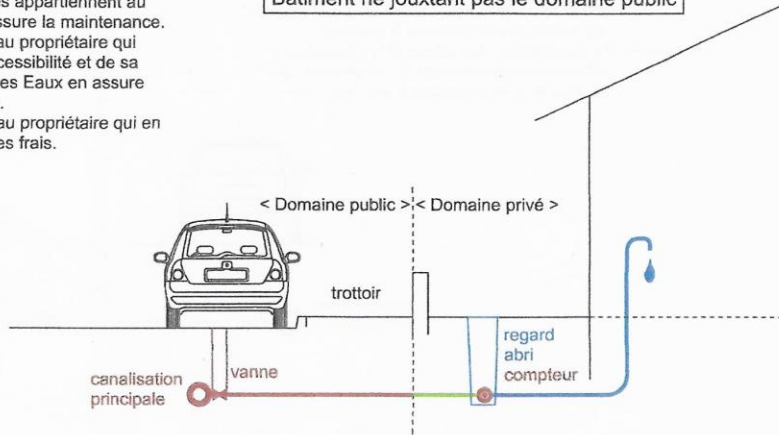 s appartiennent au
ssure la maintenance.
au propriétaire qui
cessibilité et de sa
es Eaux en assure
.
au propriétaire qui en
es frais.
Bâtiment ne jouxtant pas le domaine public
< Domaine public >
< Domaine privé >
trottoir
regard
abri
compteur
vanne
canalisation
principale